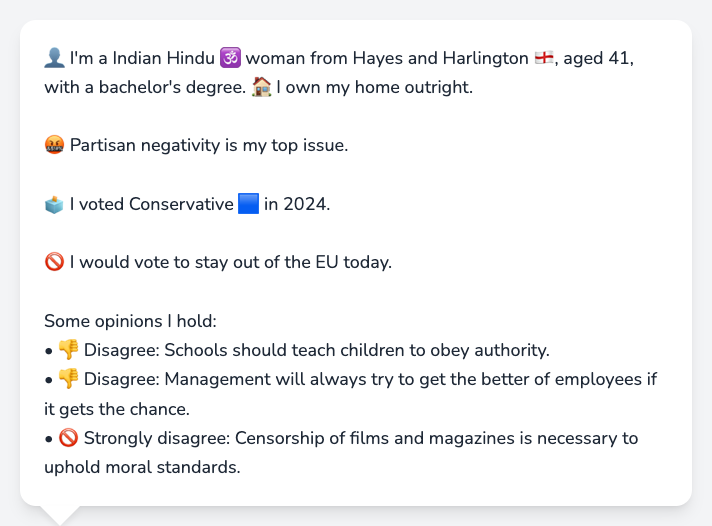 👤 I'm a Indian Hindu 🕉️ woman from Hayes and Harlington 🏴󠁧󠁢󠁥󠁮󠁧󠁿, aged 41,
with a bachelor's degree. 🏠 I own my home outright.
🤬 Partisan negativity is my top issue.
🗳️ I voted Conservative 🟦 in 2024.
🚫 I would vote to stay out of the EU today.
Some opinions I hold:
• 👎 Disagree: Schools should teach children to obey authority.
• 👎 Disagree: Management will always try to get the better of employees if
it gets the chance.
• 🚫 Strongly disagree: Censorship of films and magazines is necessary to
uphold moral standards.